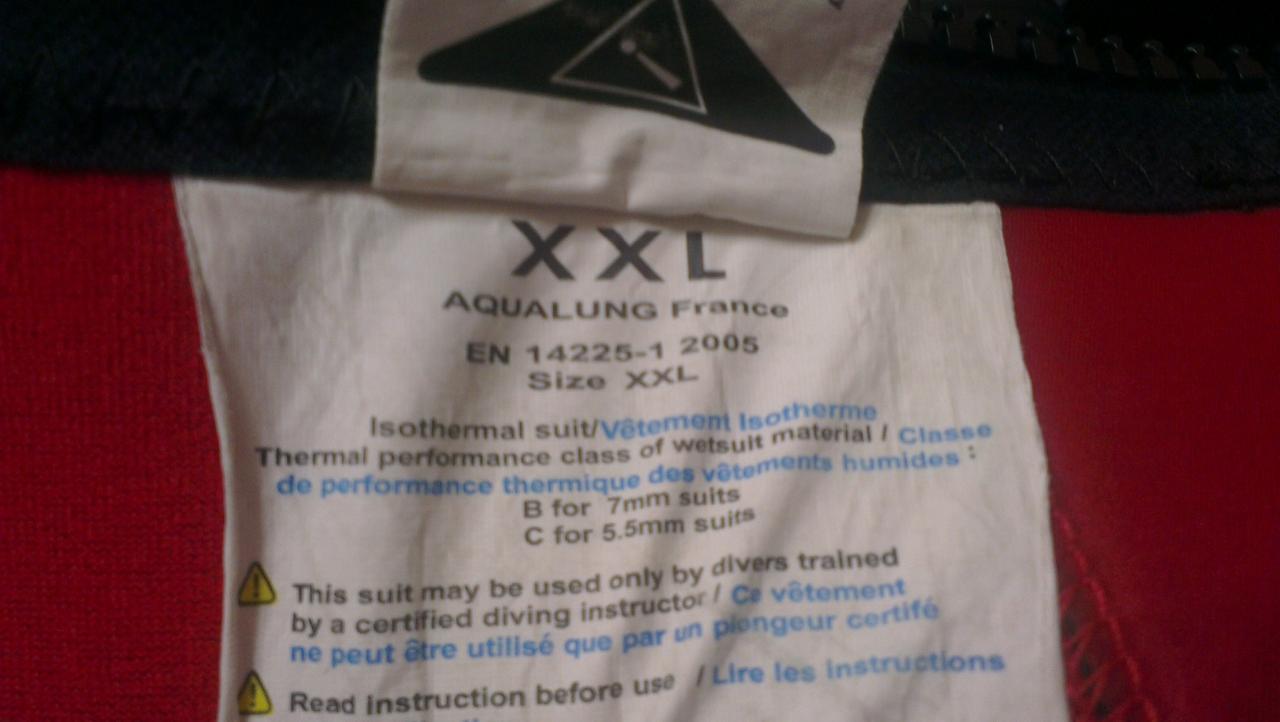 XXL
AQUALUNG France
EN 14225-1 2005
Size XXL
Isothermal suit/Vêtement Isotherme
Thermal performance class of wetsuit material / Classe
de performance thermique des vêtements humides :
B for 7mm suits
C for 5.5mm suits
This suit may be used only by divers trained
by a certified diving instructor / Ce vêtement
ne peut être utilisé que par un plongeur certifé
Read instruction before use / Lire les instructions